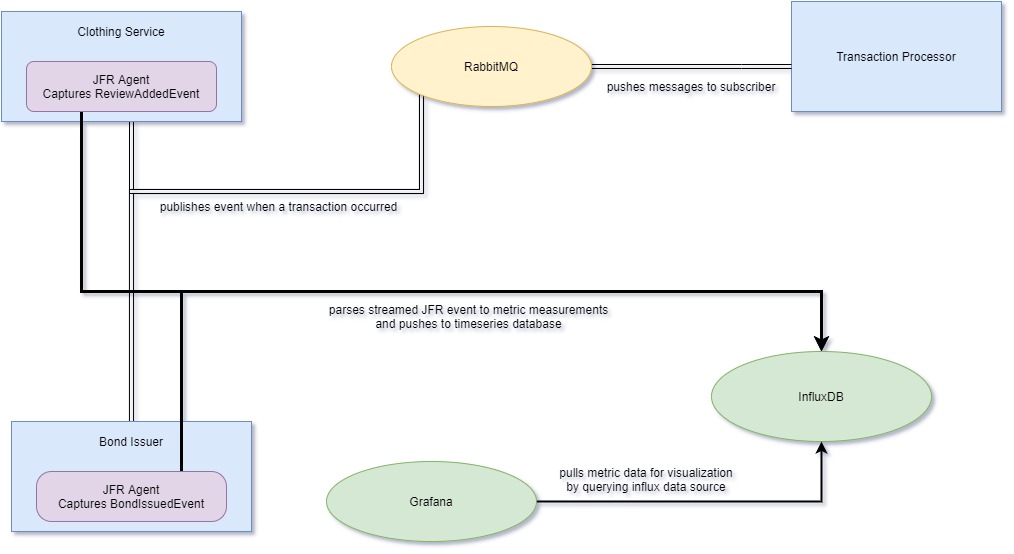 Clothing Service
JFR Agent
Captures ReviewAddedEvent
RabbitMQ
pushes messages to subscriber
Transaction Processor
publishes event when a transaction occurred
parses streamed JFR event to metric measurements
and pushes to timeseries database
InfluxDB
Bond Issuer
JFR Agent
Captures BondIssuedEvent
Grafana
pulls metric data for visualization
by querying influx data source